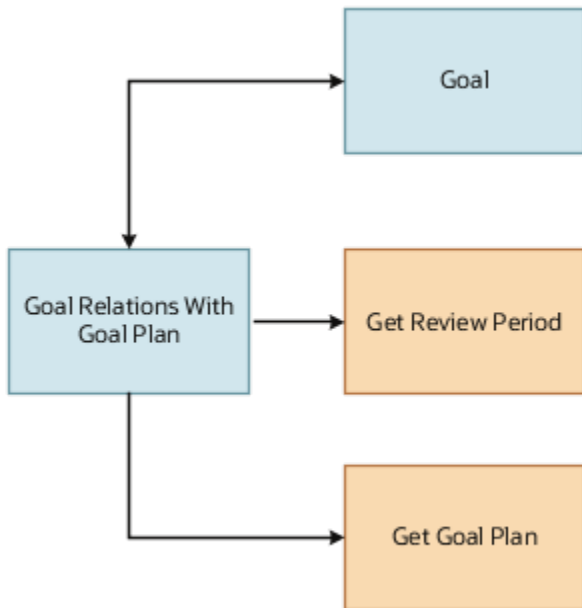 Goal
Goal Relations With
Goal Plan
Get Review Period
Get Goal Plan